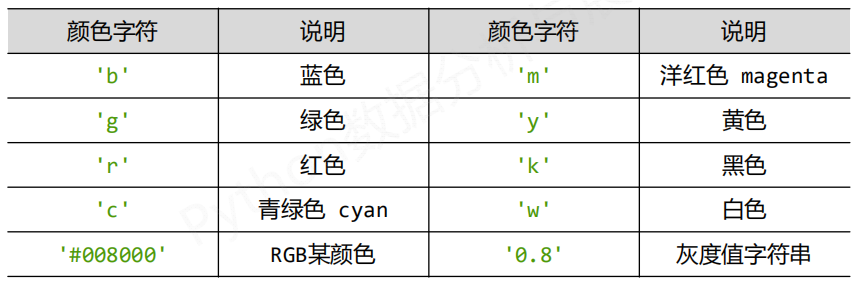 颜色字符 说明 颜色字符 说明
'b' 蓝色 'm' 洋红色 magenta
'g' 绿色 'y' 黄色
'r' 红色 'k' 黑色
'c' 青绿色 cyan 'w' 白色
'#008000' RGB某颜色 '0.8' 灰度值字符串
Python数据分析